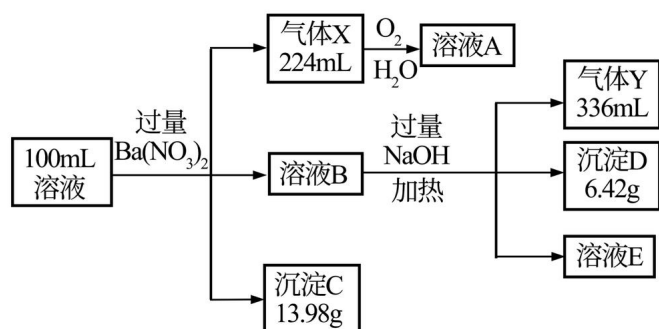 100mL
溶液
过量
Ba(NO₃)₂
气体X
224mL
O₂
H₂O
溶液A
溶液B
过量
NaOH
加热
气体Y
336mL
沉淀D
6.42g
溶液E
沉淀C
13.98g